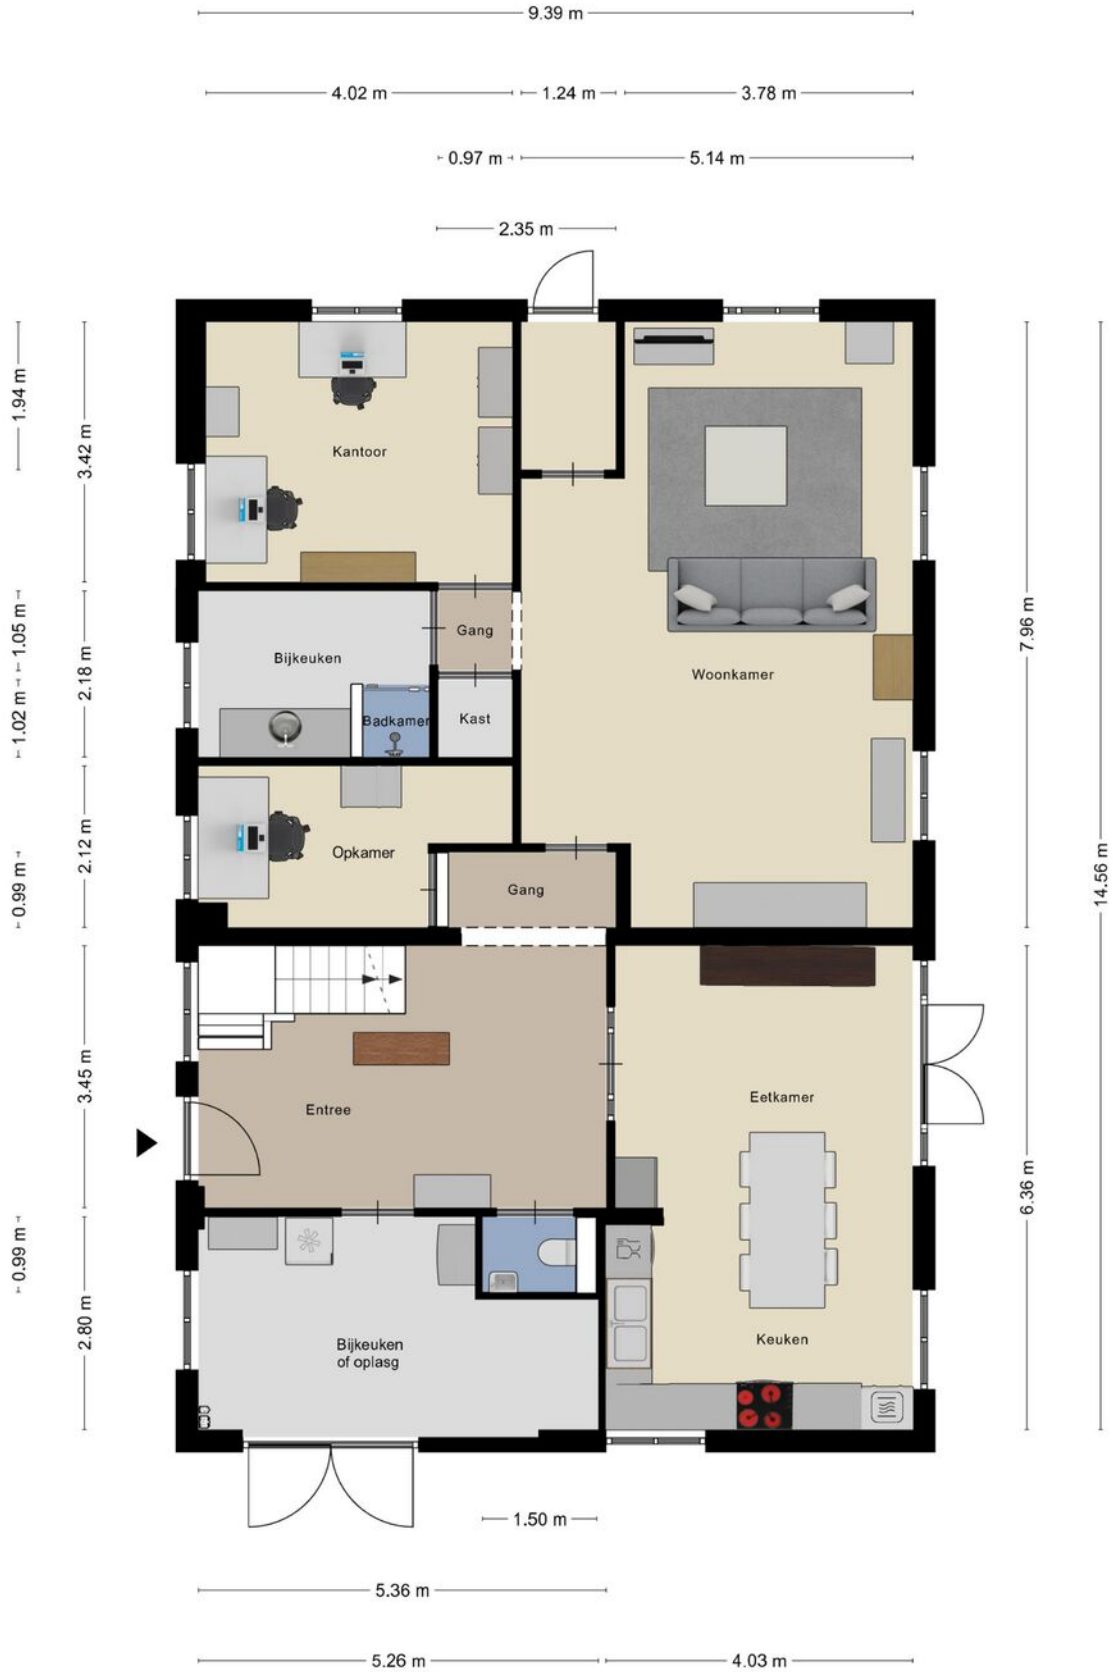 9.39 m
4.02 m
1.24 m
3.78 m
0.97 m
5.14 m
2.35 m
1.94 m
3.42 m
Kantoor
1.05 m
7.96 m
Gang
Bijkeuken
2.18 m
Woonkamer
1.02 m
Badkamer
Kast
2.12 m
Opkamer
0.99 m
Gang
14.56 m
3.45 m
Eetkamer
Entree
6.36 m
0.99 m
2.80 m
Bijkeuken
of oplasg
Keuken
1.50 m
5.36 m
5.26 m
4.03 m